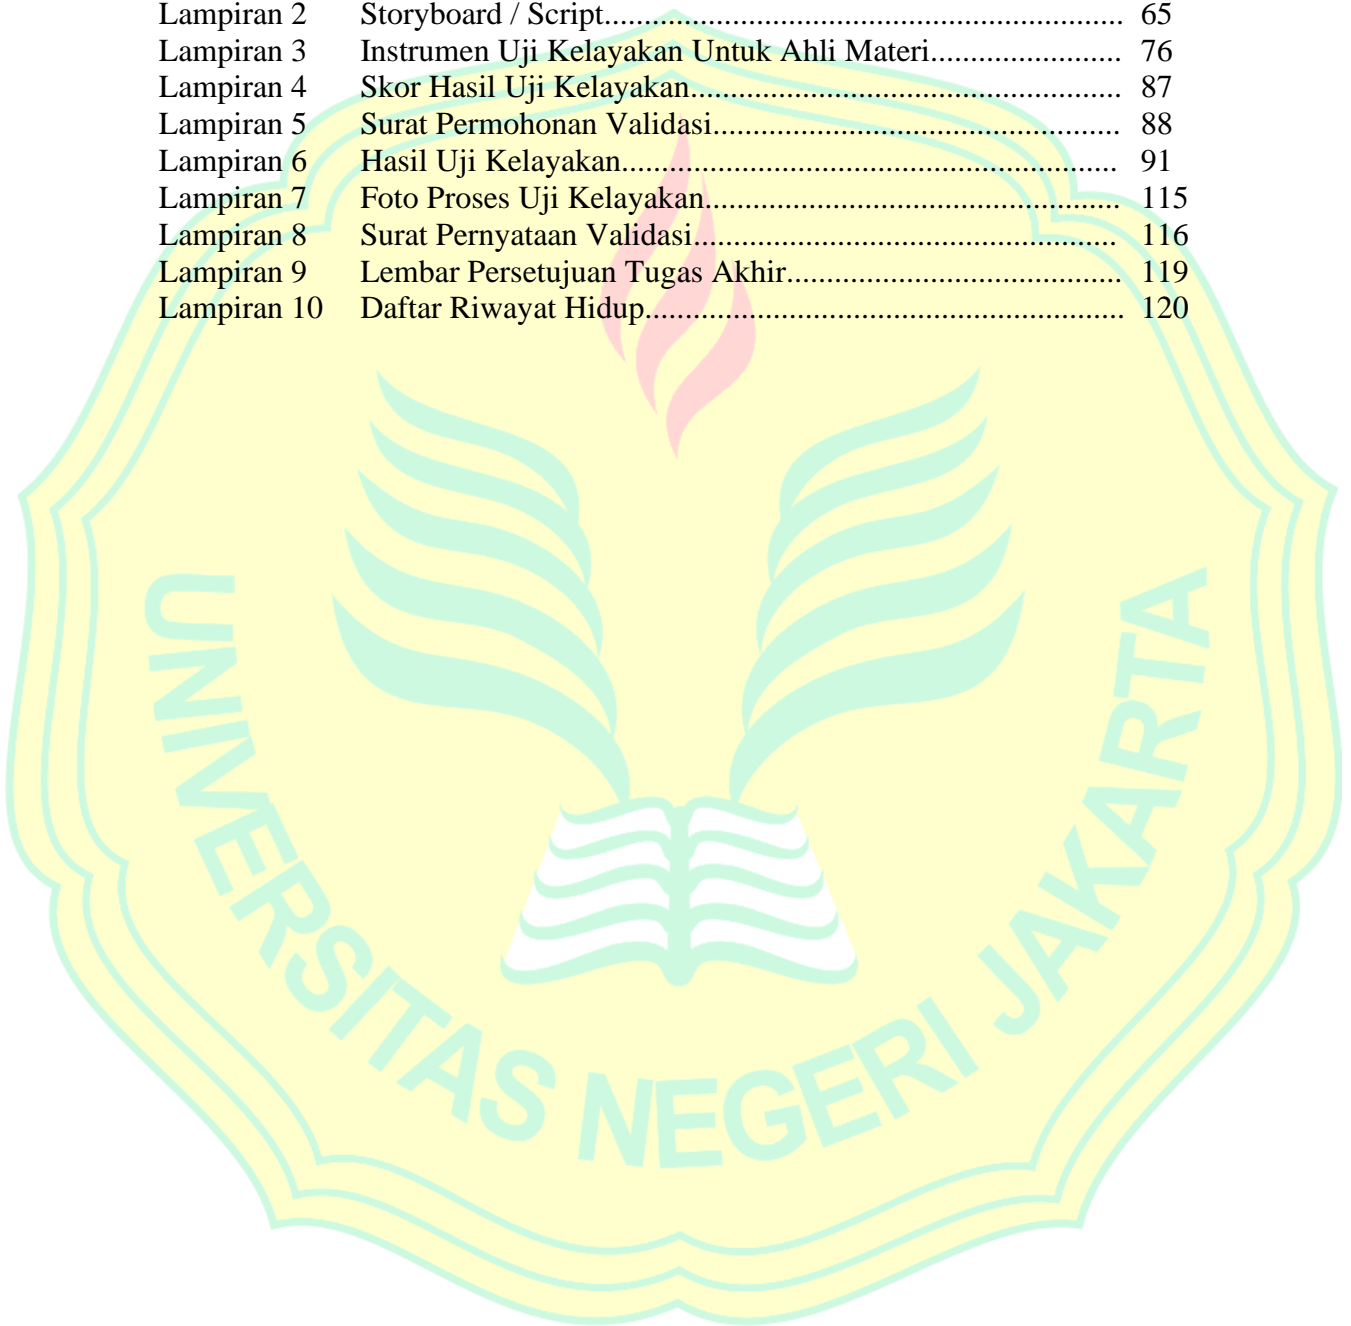 Lampiran 2 Storyboard / Script................................................................ 65
Lampiran 3 Instrumen Uji Kelayakan Untuk Ahli Materi........................ 76
Lampiran 4 Skor Hasil Uji Kelayakan..................................................... 87
Lampiran 5 Surat Permohonan Validasi.................................................. 88
Lampiran 6 Hasil Uji Kelayakan............................................................. 91
Lampiran 7 Foto Proses Uji Kelayakan................................................... 115
Lampiran 8 Surat Pernyataan Validasi.................................................... 116
Lampiran 9 Lembar Persetujuan Tugas Akhir......................................... 119
Lampiran 10 Daftar Riwayat Hidup.......................................................... 120
UNIVERSITAS NEGERI JAKARTA